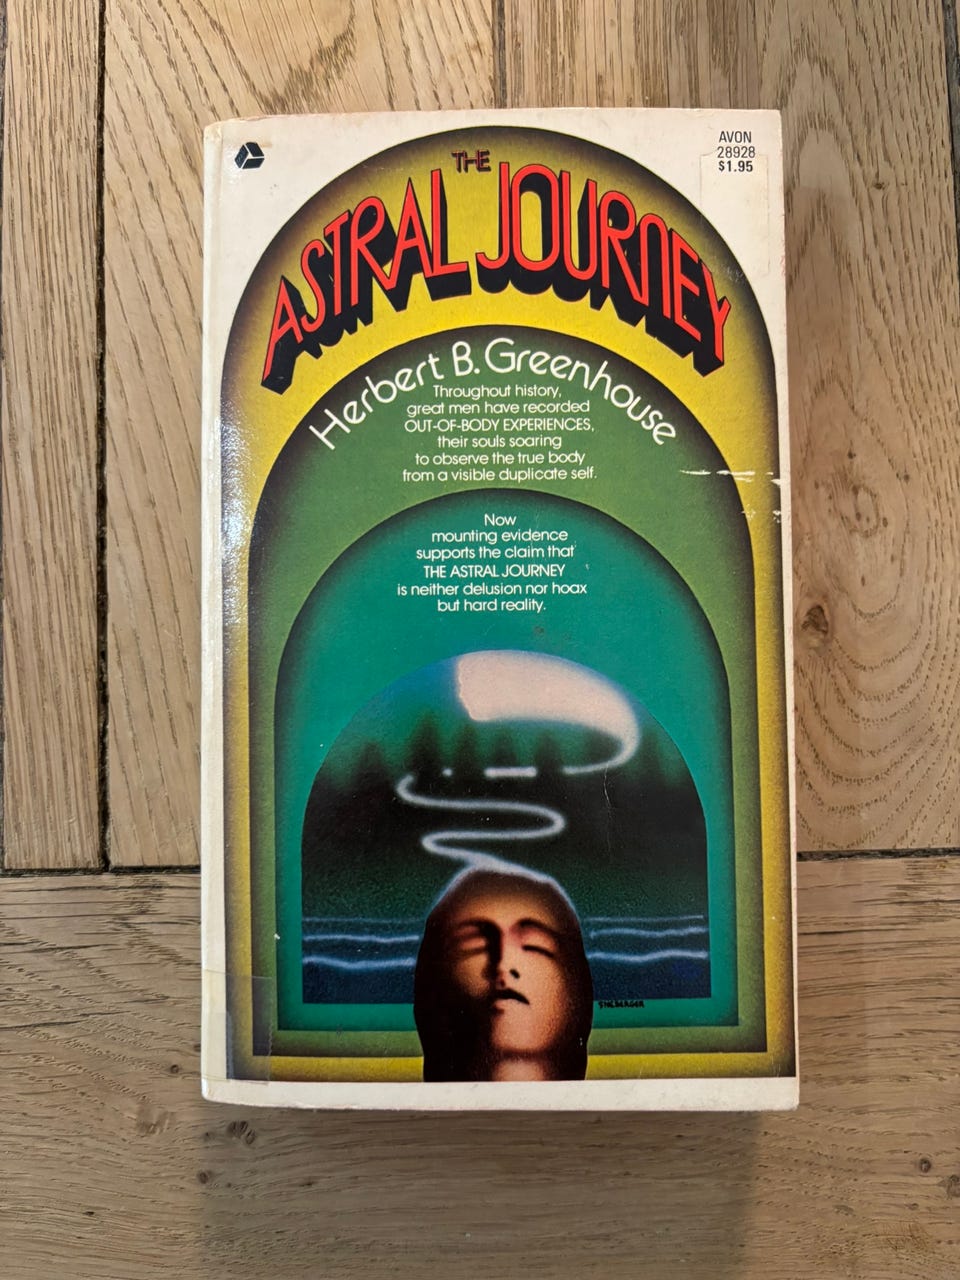 AVON
28928
$1.95
THE
ASTRAL JOURNEY
Herbert B. Greenhouse
Throughout history,
great men have recorded
OUT-OF-BODY EXPERIENCES,
their souls soaring
to observe the true body
from a visible duplicate self.
Now
mounting evidence
supports the claim that
THE ASTRAL JOURNEY
is neither delusion nor hoax
but hard reality.